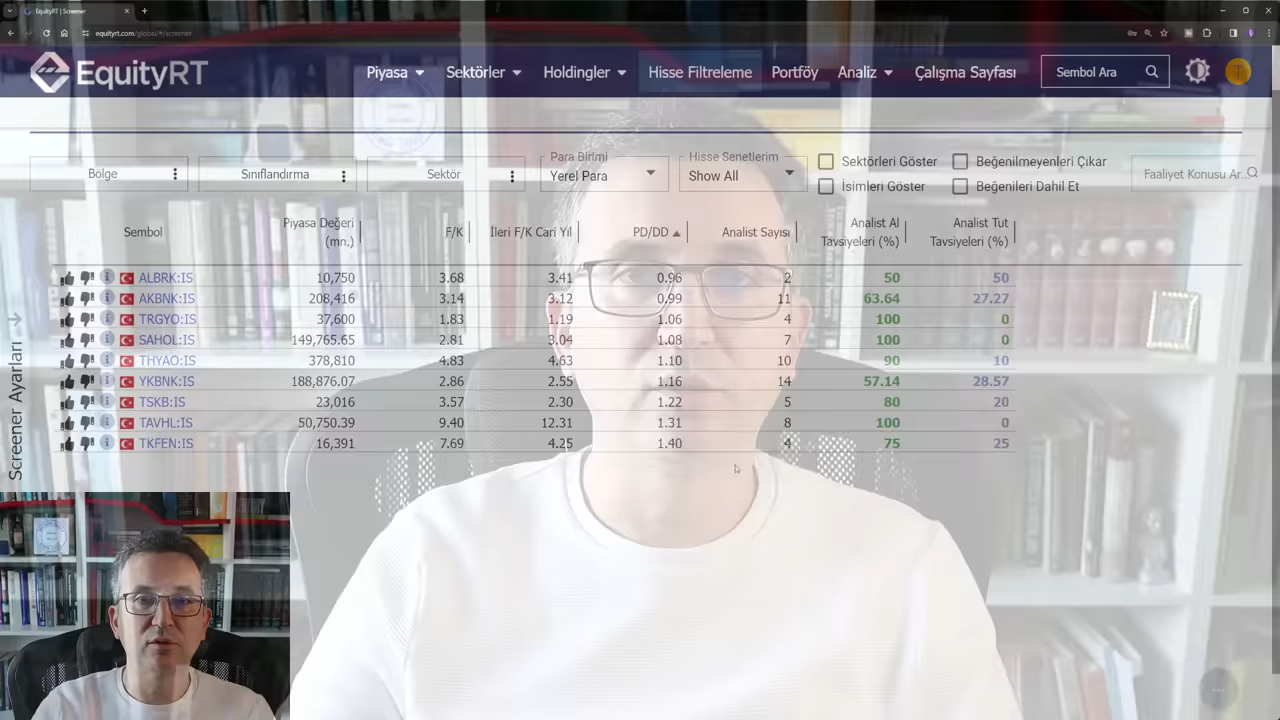 EquityRT | Screener
equityrt.com/global/#/screener
EquityRT
Piyasa Sektörler Holdingler Hisse Filtreleme Portföy Analiz Çalışma Sayfası Sembol Ara T
Bölge Sınıflandırma Sektör Para Birimi Yerel Para Hisse Senetlerim Show All
Sektörleri Göster Beğenilmeyenleri Çıkar
İsimleri Göster Beğenileri Dahil Et
Faaliyet Konusu Ar...
Sembol Piyasa Değeri (mn.) F/K İleri F/K Cari Yıl PD/DD Analist Sayısı Analist Al Tavsiyeleri (%) Analist Tut Tavsiyeleri (%)
ALBRK:IS 10,750 3.68 3.41 0.96 2 50 50
AKBNK:IS 208,416 3.14 3.12 0.99 11 63.64 27.27
TRGYO:IS 37,600 1.83 1.19 1.06 4 100 0
SAHOL:IS 149,765.65 2.81 3.04 1.08 7 100 0
THYAO:IS 378,810 4.83 4.63 1.10 10 90 10
YKBNK:IS 188,876.07 2.86 2.55 1.16 14 57.14 28.57
TSKB:IS 23,016 3.57 2.30 1.22 5 80 20
TAVHL:IS 50,750.39 9.40 12.31 1.31 8 100 0
TKFEN:IS 16,391 7.69 4.25 1.40 4 75 25
Screener Ayarları